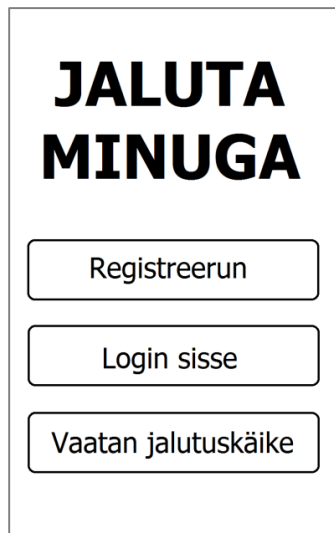 JALUTA
MINUGA
Registreerun
Login sisse
Vaatan jalutuskäike